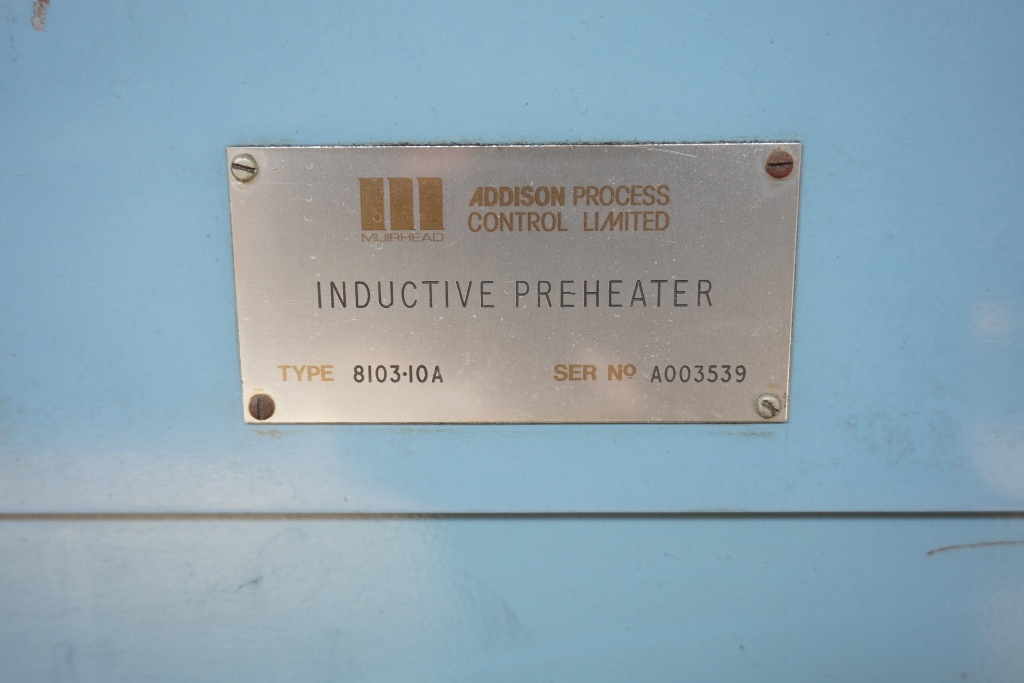 MUIRHEAD
ADDISON PROCESS
CONTROL LIMITED
INDUCTIVE PREHEATER
TYPE 8103·10A SER Nº A003539